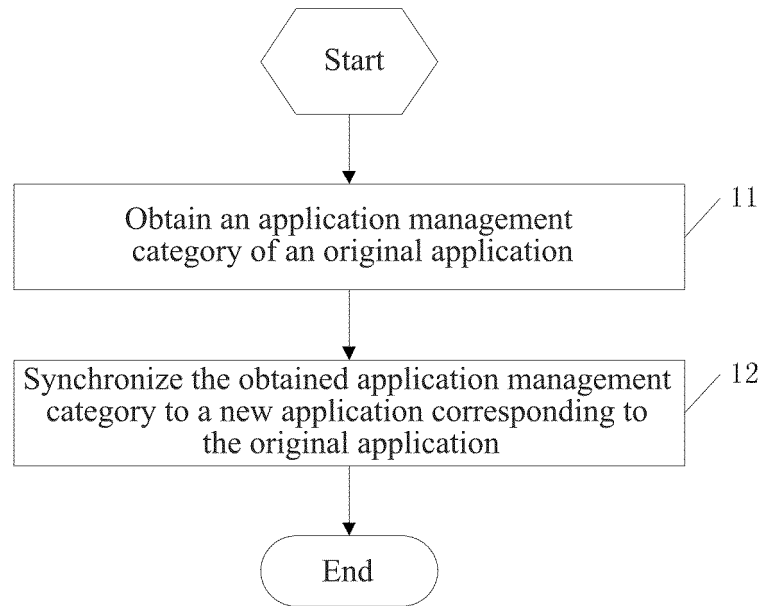 Start
Obtain an application management
category of an original application
11
Synchronize the obtained application management
category to a new application corresponding to
the original application
12
End